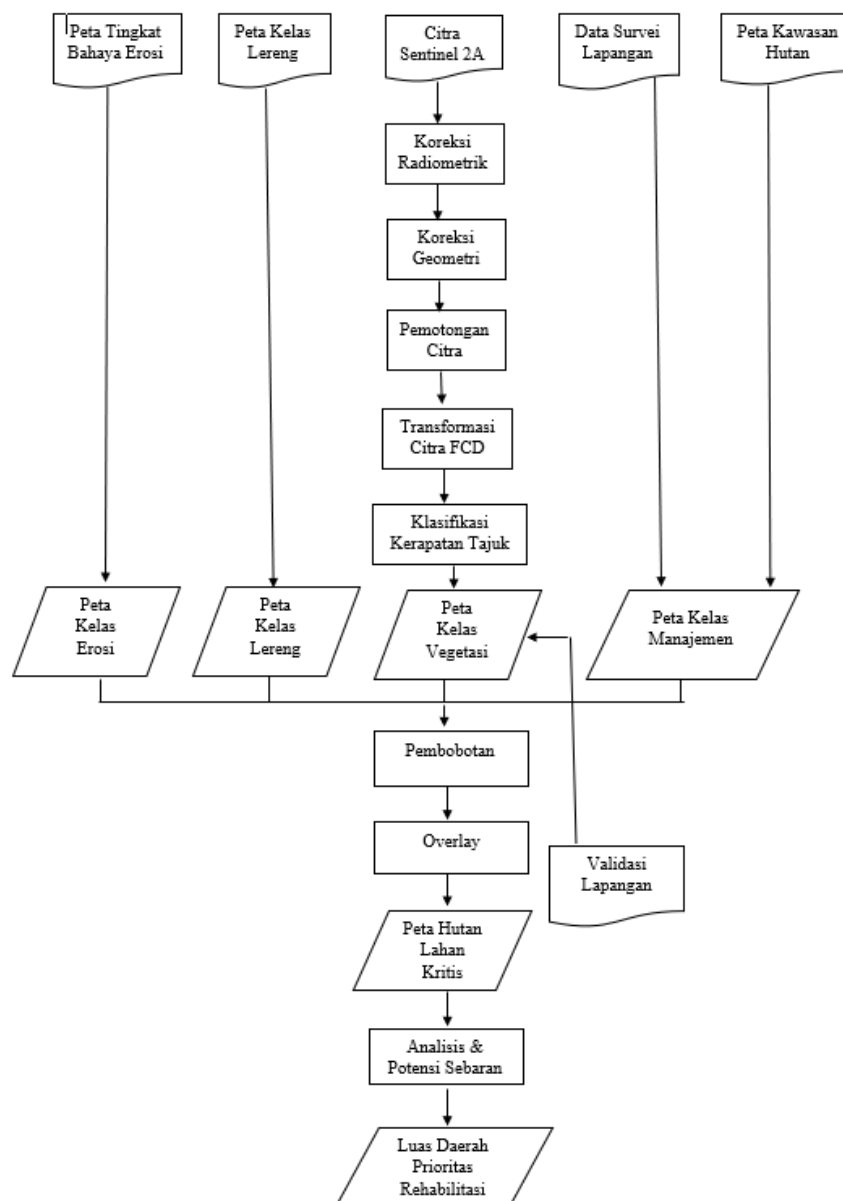 Peta Tingkat
Bahaya Erosi
Peta Kelas
Lereng
Citra
Sentinel 2A
Data Survei
Lapangan
Peta Kawasan
Hutan
Koreksi
Radiometrik
Koreksi
Geometri
Pemotongan
Citra
Transformasi
Citra FCD
Klasifikasi
Kerapatan Tajuk
Peta
Kelas
Erosi
Peta
Kelas
Lereng
Peta
Kelas
Vegetasi
Peta Kelas
Manajemen
Pembobotan
Overlay
Validasi
Lapangan
Peta Hutan
Lahan
Kritis
Analisis &
Potensi Sebaran
Luas Daerah
Prioritas
Rehabilitasi